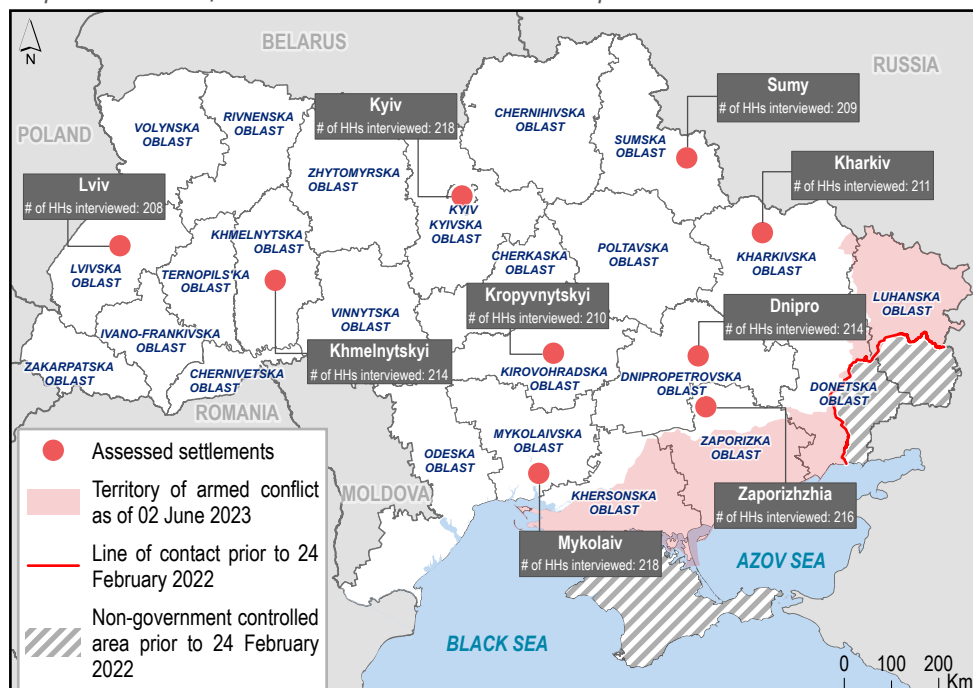 BELARUS
RUSSIA
POLAND
ROMANIA
MOLDOVA
N
VOLYNSKA
OBLAST
RIVNENSKA
OBLAST
ZHYTOMYRSKA
OBLAST
CHERNIHIVSKA
OBLAST
SUMSKA
OBLAST
Kyiv
# of HHs interviewed: 218
Sumy
# of HHs interviewed: 209
Kharkiv
# of HHs interviewed: 211
Lviv
# of HHs interviewed: 208
KHMELNYTSKA
OBLAST
KYIV
KYIVSKA
OBLAST
LVIVSKA
OBLAST
TERNOPILS'KA
OBLAST
CHERKASKA
OBLAST
POLTAVSKA
OBLAST
KHARKIVSKA
OBLAST
LUHANSKA
OBLAST
VINNYTSKA
OBLAST
Kropyvnytskyi
# of HHs interviewed: 210
Dnipro
# of HHs interviewed: 214
IVANO-FRANKIVSKA
OBLAST
Khmelnytskyi
# of HHs interviewed: 214
ZAKARPATSKA
OBLAST
CHERNIVETSKA
OBLAST
KIROVOHRADSKA
OBLAST
DNIPROPETROVSKA
OBLAST
DONETSKA
OBLAST
ODESKA
OBLAST
MYKOLAIVSKA
OBLAST
ZAPORIZKA
OBLAST
KHERSONSKA
OBLAST
Zaporizhzhia
# of HHs interviewed: 216
Mykolaiv
# of HHs interviewed: 218
AZOV SEA
BLACK SEA
Assessed settlements
Territory of armed conflict
as of 02 June 2023
Line of contact prior to 24
February 2022
Non-government controlled
area prior to 24 February
2022
0 100 200
Km